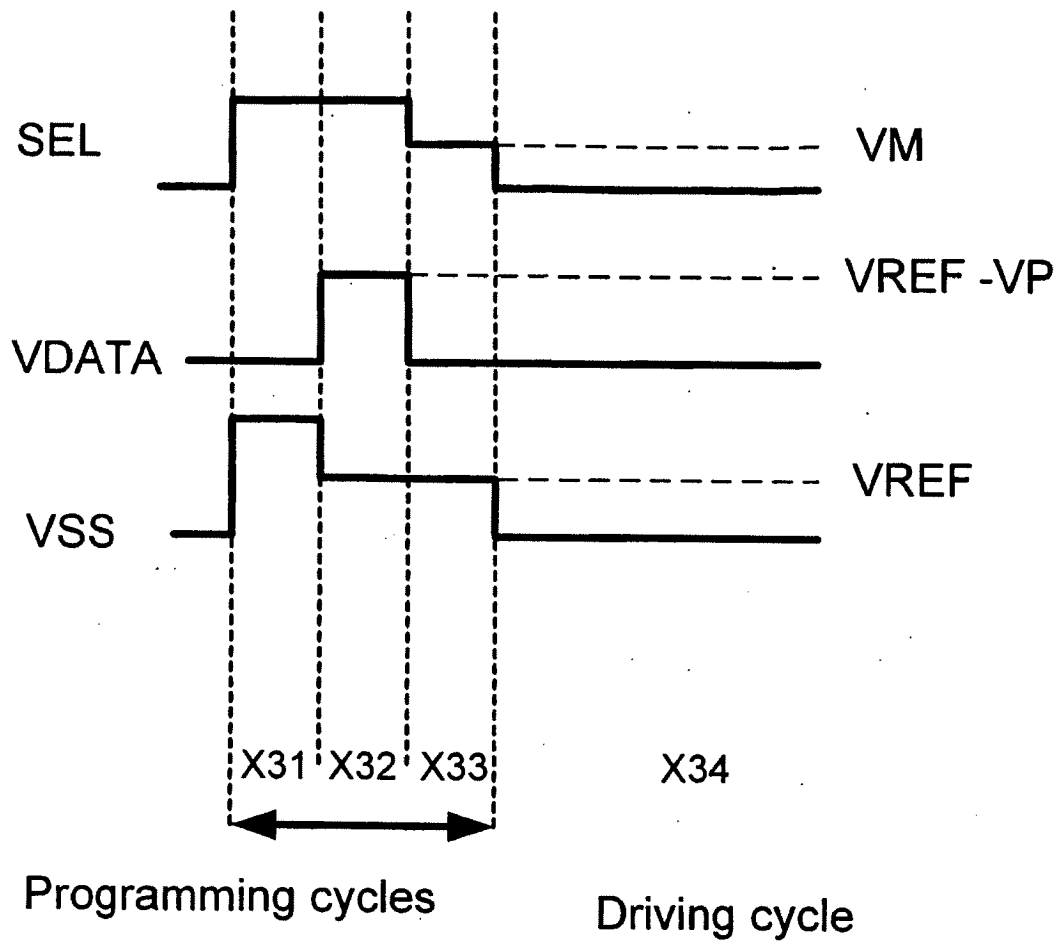 SEL
VM
VREF -VP
VDATA
VREF
VSS
X31 X32 X33 X34
Programming cycles
Driving cycle